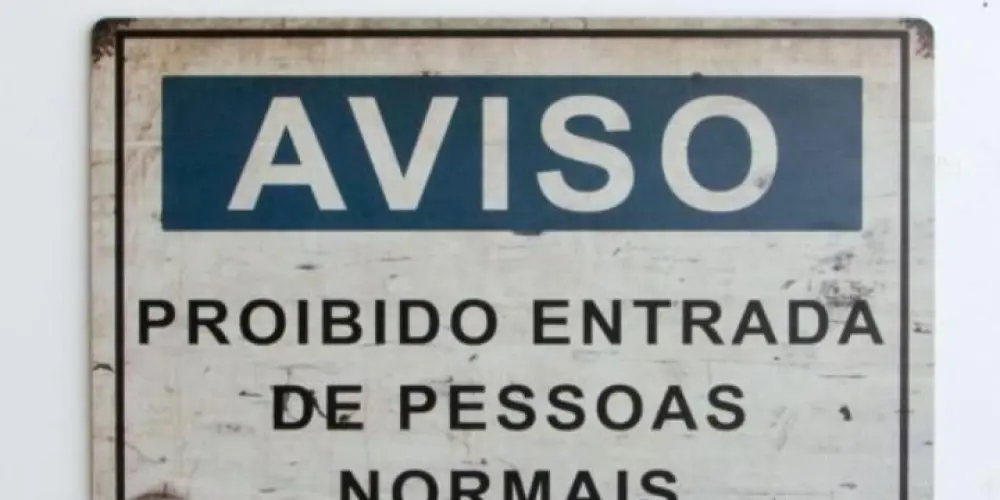 AVISO
PROIBIDO ENTRADA
DE PESSOAS
NORMAIS